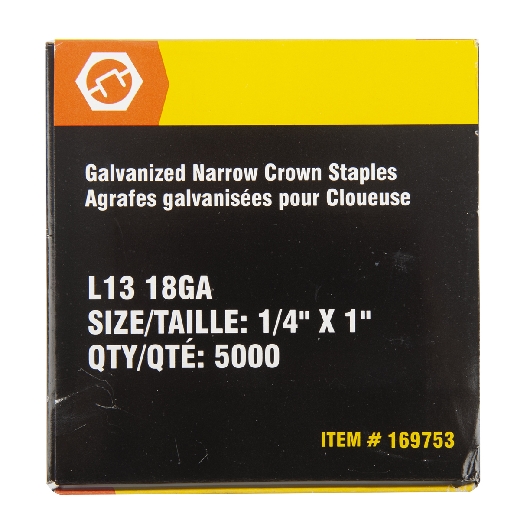 Galvanized Narrow Crown Staples
Agrafes galvanisées pour Cloueuse
L13 18GA
SIZE/TAILLE: 1/4" X 1"
QTY/QTÉ: 5000
ITEM # 169753